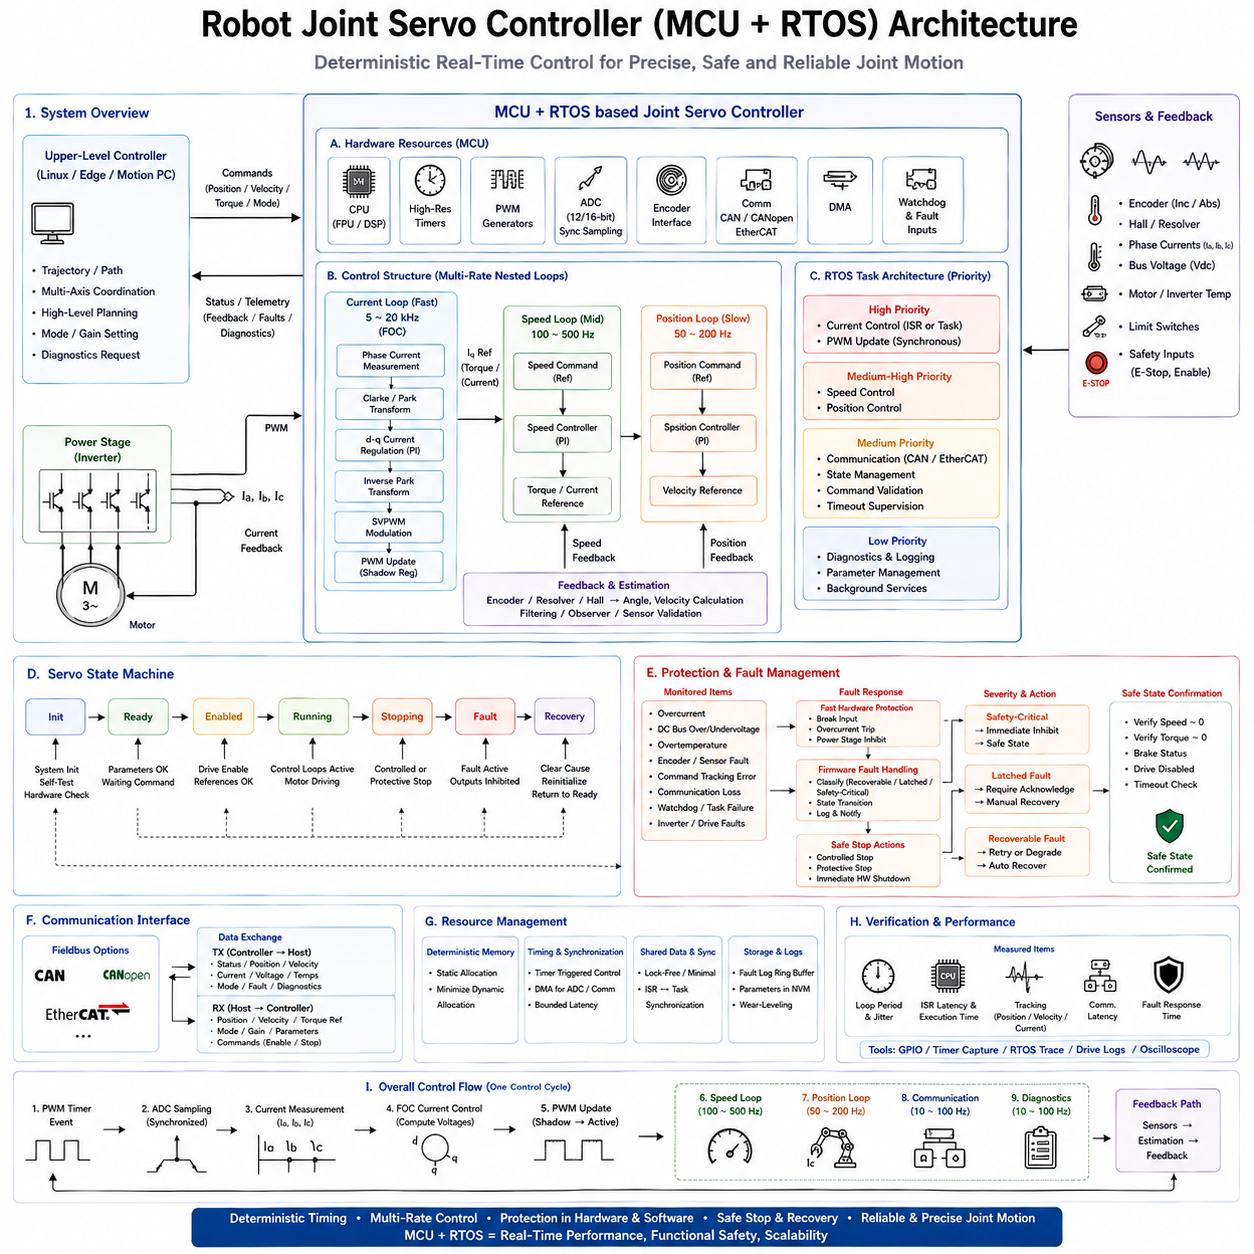 Robot Joint Servo Controller (MCU + RTOS) Architecture
Deterministic Real-Time Control for Precise, Safe and Reliable Joint Motion
1. System Overview
Upper-Level Controller
(Linux / Edge / Motion PC)
• Trajectory / Path
• Multi-Axis Coordination
• High-Level Planning
• Mode / Gain Setting
• Diagnostics Request
Commands
(Position / Velocity /
Torque / Mode)
Status / Telemetry
(Feedback / Faults /
Diagnostics)
Power Stage
(Inverter)
PWM
Ia, Ib, Ic
Current
Feedback
M
3~
Motor
MCU + RTOS based Joint Servo Controller
A. Hardware Resources (MCU)
CPU
(FPU / DSP)
High-Res
Timers
PWM
Generators
ADC
(12/16-bit)
Sync Sampling
Encoder
Interface
Comm
CAN / CANopen
EtherCAT
DMA
Watchdog
& Fault
Inputs
B. Control Structure (Multi-Rate Nested Loops)
Current Loop (Fast)
5 ~ 20 kHz
(FOC)
Phase Current
Measurement
Clarke / Park
Transform
d-q Current
Regulation (PI)
Inverse Park
Transform
SVPWM
Modulation
PWM Update
(Shadow Reg)
Iq Ref
(Torque /
(Current)
Speed Loop (Mid)
100 ~ 500 Hz
Speed Command
(Ref)
Speed Controller
(PI)
Torque / Current
Reference
Speed
Feedback
Position Loop (Slow)
50 ~ 200 Hz
Position Command
(Ref)
Spsition Controller
(PI)
Velocity Reference
Position
Feedback
Feedback & Estimation
Encoder / Resolver / Hall → Angle, Velocity Calculation
Filtering / Observer / Sensor Validation
C. RTOS Task Architecture (Priority)
High Priority
• Current Control (ISR or Task)
• PWM Update (Synchronous)
Medium-High Priority
• Speed Control
• Position Control
Medium Priority
• Communication (CAN / EtherCAT)
• State Management
• Command Validation
• Timeout Supervision
Low Priority
• Diagnostics & Logging
• Parameter Management
• Background Services
Sensors & Feedback
• Encoder (Inc / Abs)
• Hall / Resolver
• Phase Currents (Ia, Ib, Ic)
• Bus Voltage (Vdc)
• Motor / Inverter Temp
• Limit Switches
• Safety Inputs
(E-Stop, Enable)
E-STOP
D. Servo State Machine
Init
Ready
Enabled
Running
Stopping
Fault
Recovery
System Init
Self-Test
Hardware Check
Parameters OK
Waiting Command
Drive Enable
References OK
Control Loops Active
Motor Driving
Controlled or
Protective Stop
Fault Active
Outputs Inhibited
Clear Cause
Reinitialize
Return to Ready
E. Protection & Fault Management
Monitored Items
• Overcurrent
• DC Bus Over/Undervoltage
• Overtemperature
• Encoder / Sensor Fault
• Command Tracking Error
• Communication Loss
• Watchdog / Task Failure
• Inverter / Drive Faults
Fault Response
Fast Hardware Protection
• Break Input
• Overcurrent Trip
• Power Stage Inhibit
Firmware Fault Handling
• Classify (Recoverable / Latched /
Safety-Critical)
• State Transition
• Log & Notify
Safe Stop Actions
• Controlled Stop
• Protective Stop
• Immediate HW Shutdown
Severity & Action
Safety-Critical
→ Immediate Inhibit
→ Safe State
Latched Fault
→ Require Acknowledge
→ Manual Recovery
Recoverable Fault
→ Retry or Degrade
→ Auto Recover
Safe State Confirmation
• Verify Speed ~ 0
• Verify Torque ~ 0
• Brake Status
• Drive Disabled
• Timeout Check
Safe State
Confirmed
F. Communication Interface
Fieldbus Options
CAN
CANopen
EtherCAT
...
Data Exchange
TX (Controller → Host)
• Status / Position / Velocity
• Current / Voltage / Temps
• Mode / Fault / Diagnostics
RX (Host → Controller)
• Position / Velocity / Torque Ref
• Mode / Gain / Parameters
• Commands (Enable / Stop)
G. Resource Management
Deterministic Memory
• Static Allocation
• Minimize Dynamic
Allocation
Timing & Synchronization
• Timer Triggered Control
• DMA for ADC / Comm
• Bounded Latency
Shared Data & Sync
• Lock-Free / Minimal
• ISR ↔ Task
Synchronization
Storage & Logs
• Fault Log Ring Buffer
• Parameters in NVM
• Wear-Leveling
H. Verification & Performance
Measured Items
Loop Period
& Jitter
CPU
ISR Latency &
Execution Time
Tracking
(Position / Velocity /
Current)
Comm.
Latency
Fault Response
Time
Tools: GPIO / Timer Capture / RTOS Trace / Drive Logs / Oscilloscope
I. Overall Control Flow (One Control Cycle)
1. PWM Timer
Event
2. ADC Sampling
(Synchronized)
3. Current Measurement
(Ia, Ib, Ic)
Ia Ib Ic
4. FOC Current Control
(Compute Voltages)
d
q
q
5. PWM Update
(Shadow → Active)
6. Speed Loop
(100 ~ 500 Hz)
7. Position Loop
(50 ~ 200 Hz)
Ic
8. Communication
(10 ~ 100 Hz)
9. Diagnostics
(10 ~ 100 Hz)
Feedback Path
Sensors →
Estimation →
Feedback
Deterministic Timing • Multi-Rate Control • Protection in Hardware & Software • Safe Stop & Recovery • Reliable & Precise Joint Motion
MCU + RTOS = Real-Time Performance, Functional Safety, Scalability